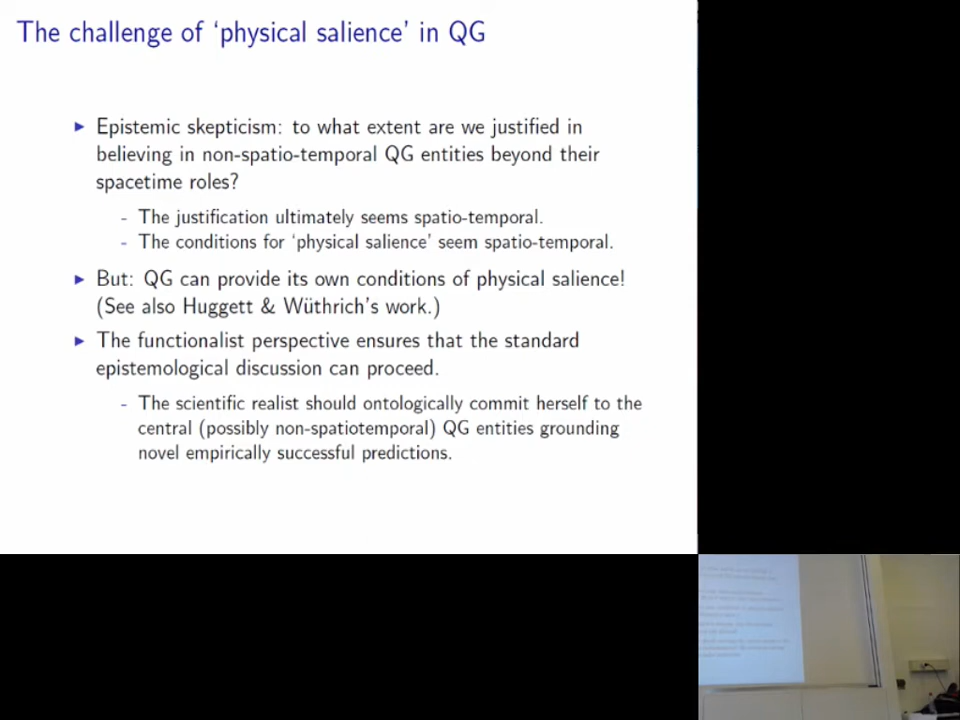 The challenge of ‘physical salience’ in QG
Epistemic skepticism: to what extent are we justified in
believing in non-spatio-temporal QG entities beyond their
spacetime roles?
- The justification ultimately seems spatio-temporal.
- The conditions for ‘physical salience’ seem spatio-temporal.
But: QG can provide its own conditions of physical salience!
(See also Huggett & Wüthrich’s work.)
The functionalist perspective ensures that the standard
epistemological discussion can proceed.
- The scientific realist should ontologically commit herself to the
central (possibly non-spatiotemporal) QG entities grounding
novel empirically successful predictions.